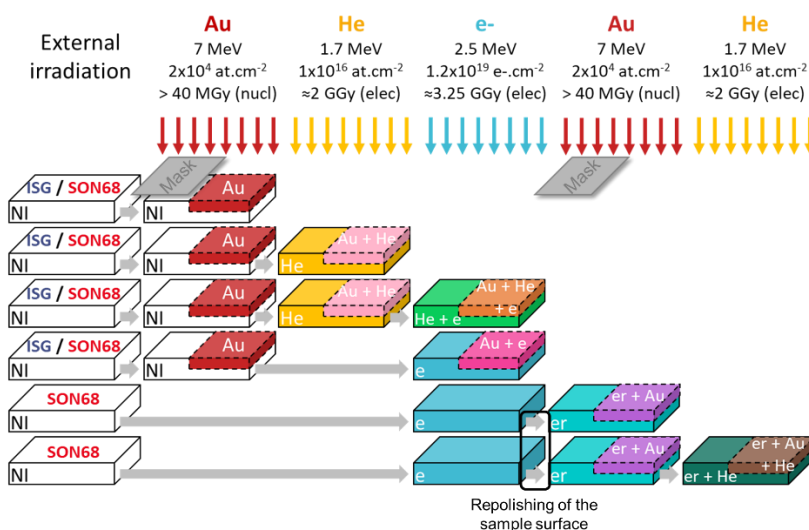 External
irradiation
Au
7 MeV
2x10⁴ at.cm⁻²
> 40 MGy (nucl)
He
1.7 MeV
1x10¹⁶ at.cm⁻²
≈2 GGy (elec)
e-
2.5 MeV
1.2x10¹⁹ e-.cm⁻²
≈3.25 GGy (elec)
Au
7 MeV
2x10⁴ at.cm⁻²
> 40 MGy (nucl)
He
1.7 MeV
1x10¹⁶ at.cm⁻²
≈2 GGy (elec)
Mask
Mask
ISG / SON68
NI
Au
NI
ISG / SON68
NI
Au
NI
Au + He
He
ISG / SON68
NI
Au
NI
Au + He
He
Au + He
+ e
He + e
ISG / SON68
NI
Au
NI
Au + e
e
SON68
NI
e
er + Au
er
SON68
NI
e
er + Au
er
er + Au
+ He
er + He
Repolishing of the
sample surface